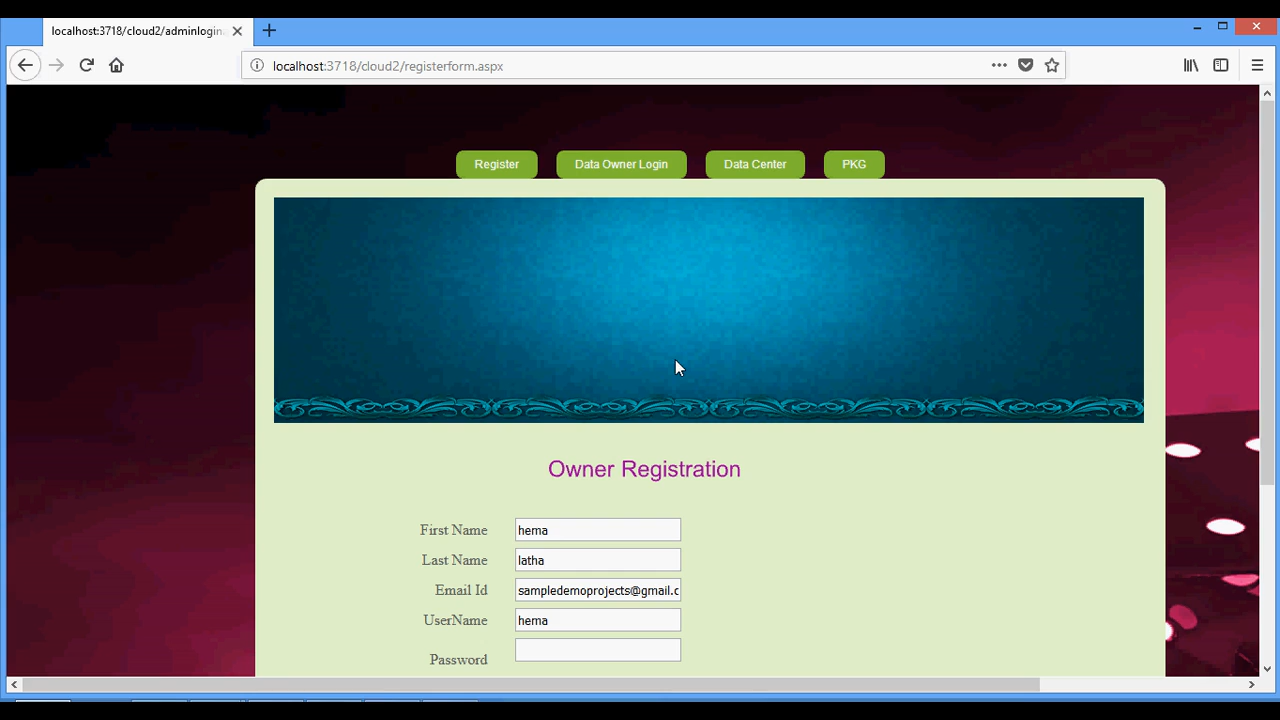 localhost:3718/cloud2/adminlogin
localhost:3718/cloud2/registerform.aspx
Register Data Owner Login Data Center PKG
Owner Registration
First Name hema
Last Name latha
Email Id sampledemoprojects@gmail.c
UserName hema
Password